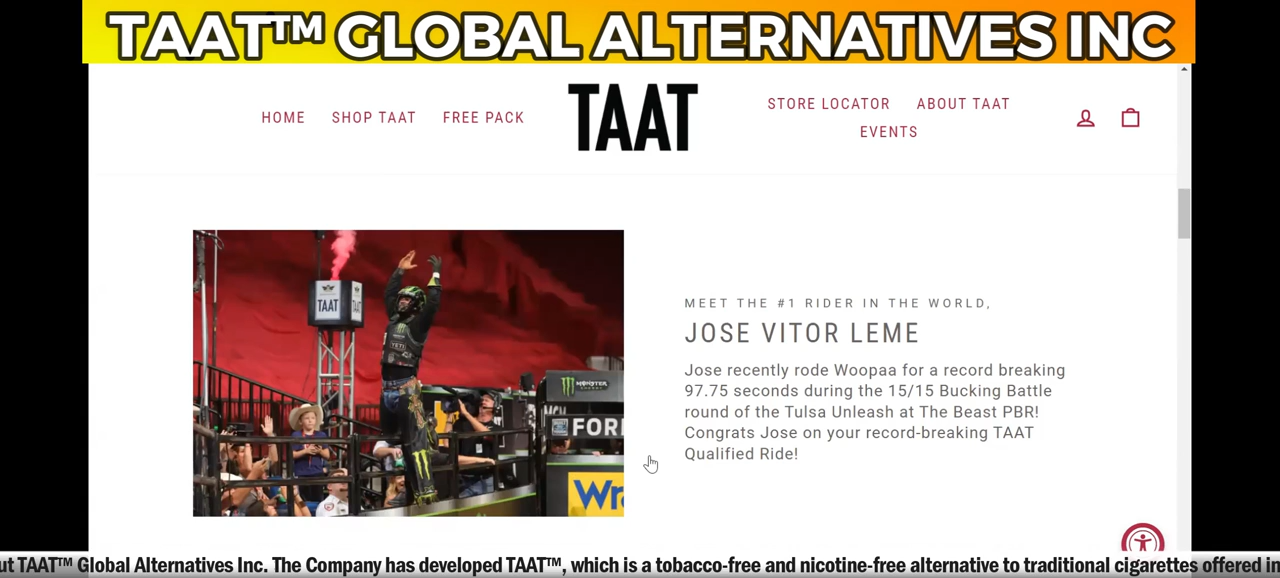 TAAT™ GLOBAL ALTERNATIVES INC
HOME SHOP TAAT FREE PACK
TAAT
STORE LOCATOR ABOUT TAAT
EVENTS
TAAT
MONSTER
YETI
FOR
Wr
MEET THE #1 RIDER IN THE WORLD,
JOSE VITOR LEME
Jose recently rode Woopaa for a record breaking
97.75 seconds during the 15/15 Bucking Battle
round of the Tulsa Unleash at The Beast PBR!
Congrats Jose on your record-breaking TAAT
Qualified Ride!
ut TAAT™ Global Alternatives Inc. The Company has developed TAAT™, which is a tobacco-free and nicotine-free alternative to traditional cigarettes offered in